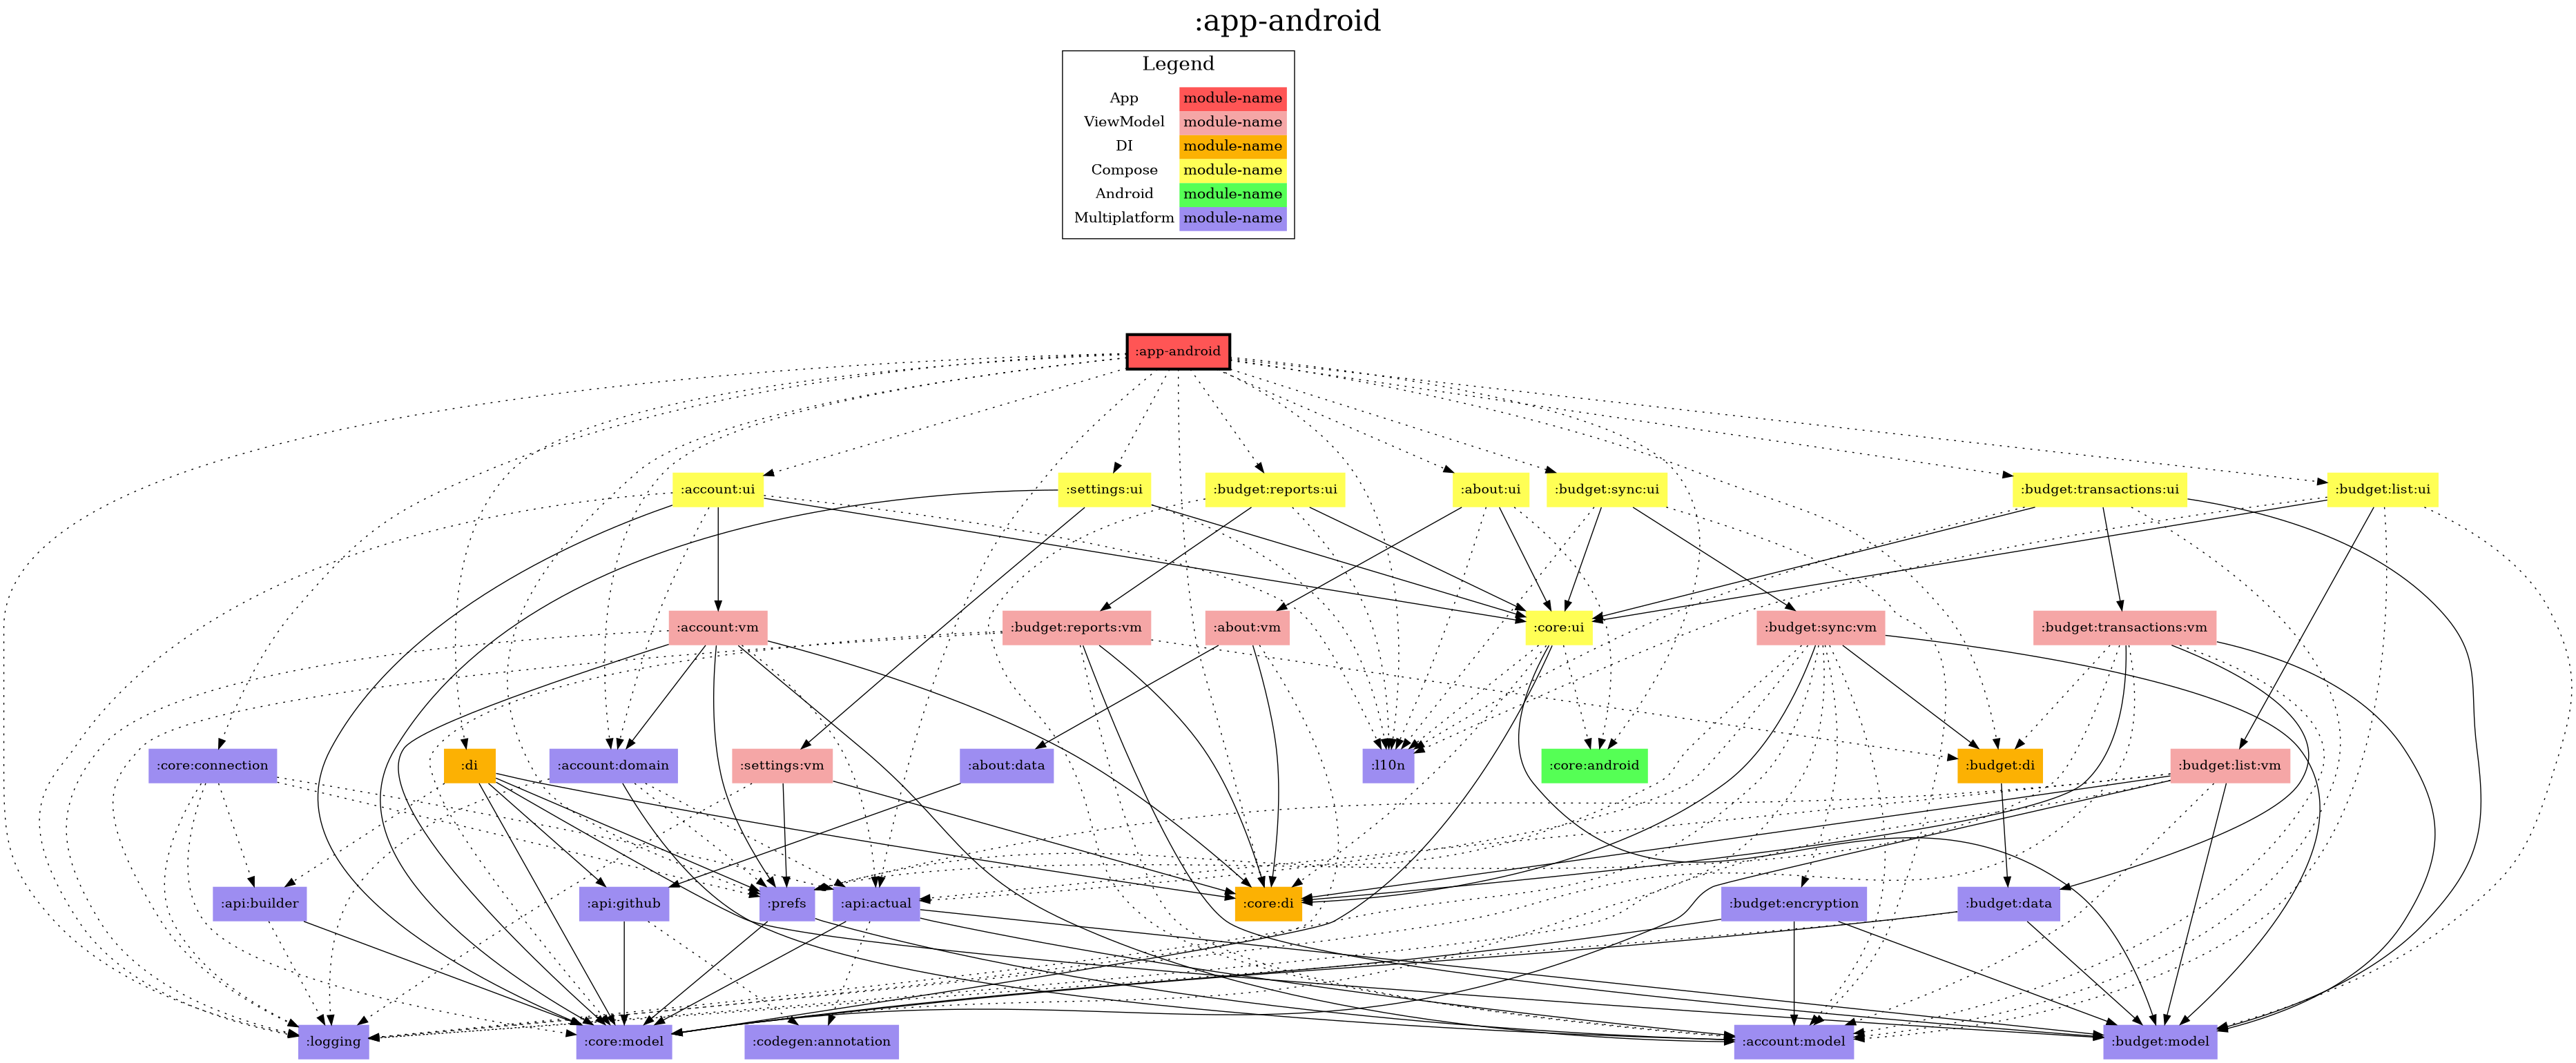 :app-android
Legend
App module-name
ViewModel module-name
DI module-name
Compose module-name
Android module-name
Multiplatform module-name
:app-android
:account:ui :settings:ui :budget:reports:ui :about:ui :budget:sync:ui :budget:transactions:ui :budget:list:ui
:account:vm :budget:reports:vm :about:vm :core:ui :budget:sync:vm :budget:transactions:vm
:core:connection :di :account:domain :settings:vm :about:data :l10n :core:android :budget:di :budget:list:vm
:api:builder :api:github :prefs :api:actual :core:di :budget:encryption :budget:data
:logging :core:model :codegen:annotation :account:model :budget:model